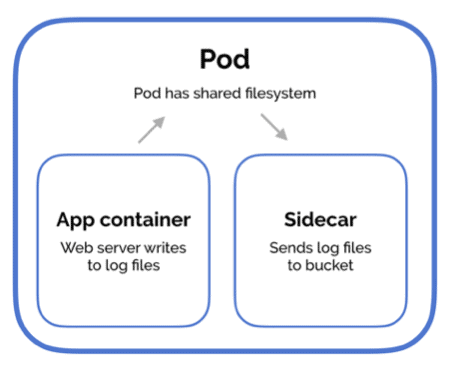 Pod
Pod has shared filesystem
App container
Web server writes
to log files
Sidecar
Sends log files
to bucket